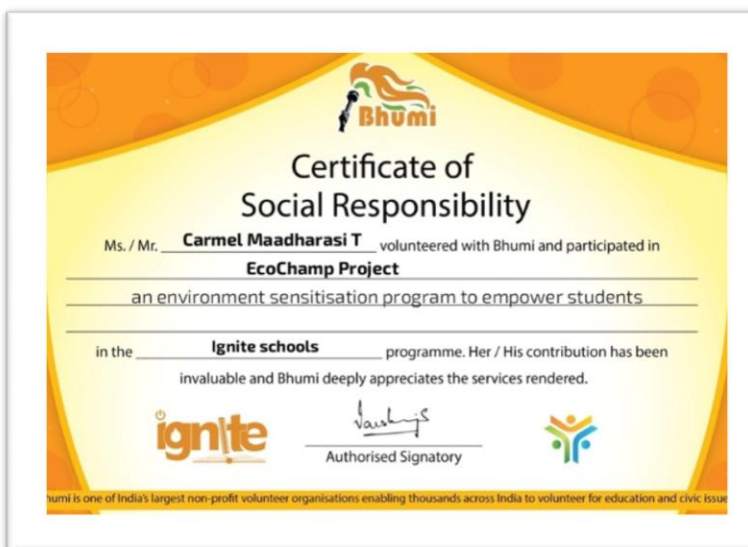 Bhumi
Certificate of
Social Responsibility
Ms. / Mr. Carmel Maadharasi T volunteered with Bhumi and participated in
EcoChamp Project
an environment sensitisation program to empower students
in the Ignite schools programme. Her / His contribution has been
invaluable and Bhumi deeply appreciates the services rendered.
ignite
Authorised Signatory
humi is one of India's largest non-profit volunteer organisations enabling thousands across India to volunteer for education and civic issue